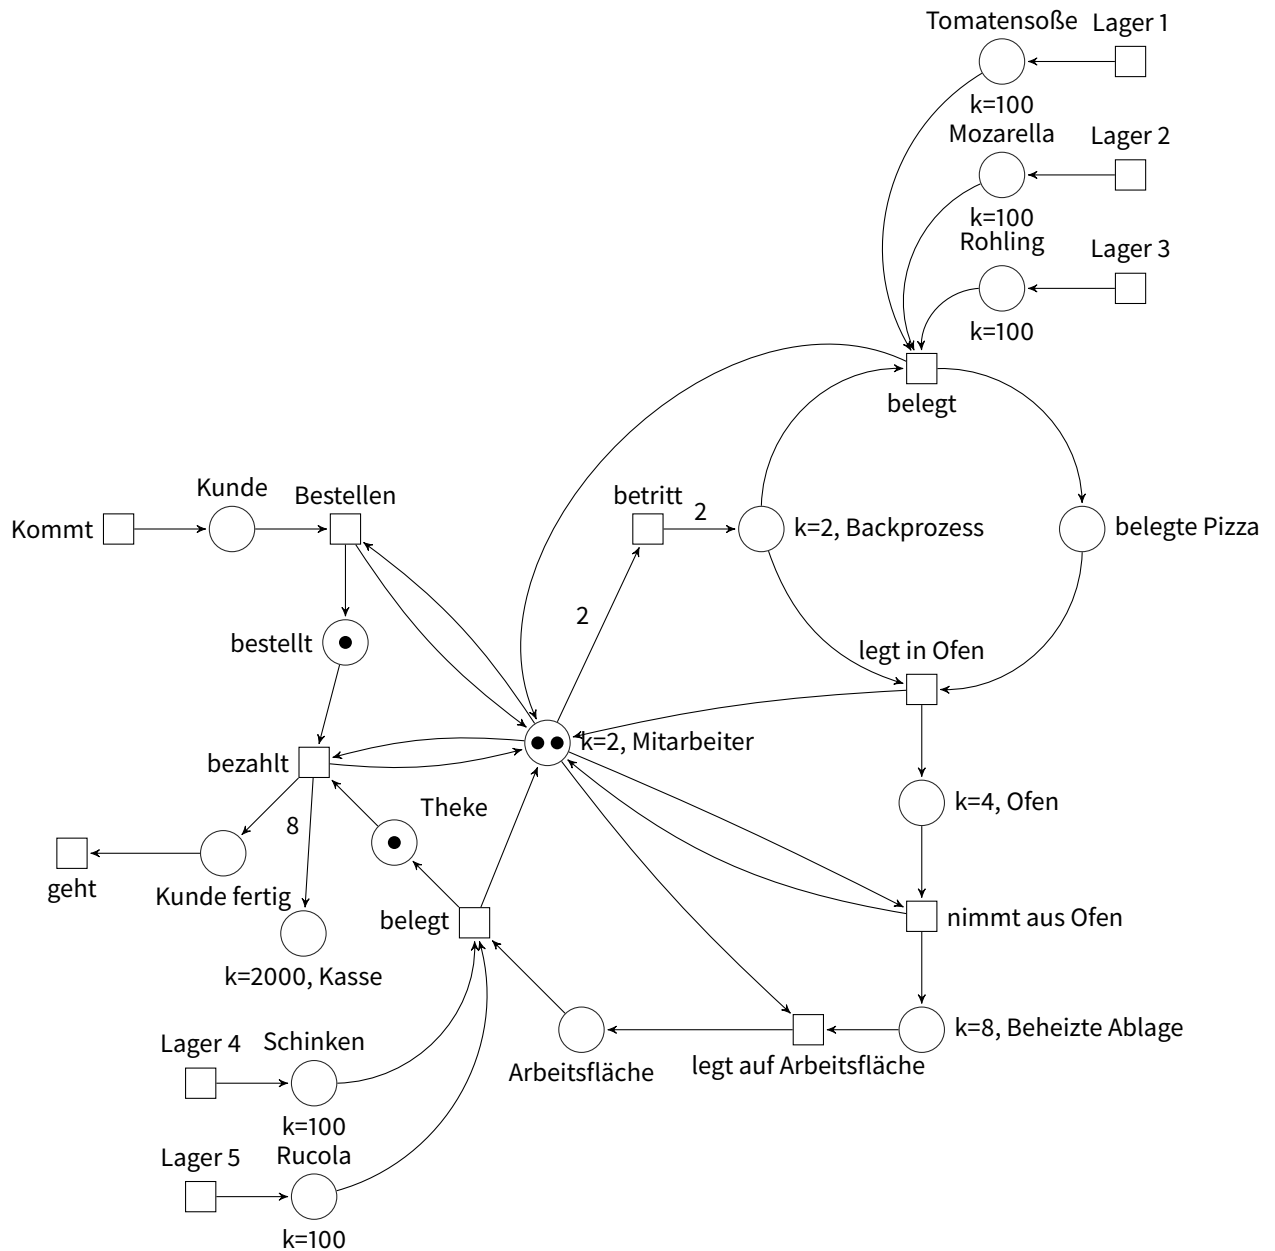 Tomatensoße
Lager 1
k=100
Mozarella
Lager 2
k=100
Rohling
Lager 3
k=100
belegt
Kunde
Bestellen
betritt
2
Kommt
k=2, Backprozess
belegte Pizza
2
bestellt
legt in Ofen
k=2, Mitarbeiter
bezahlt
Theke
k=4, Ofen
8
geht
Kunde fertig
belegt
nimmt aus Ofen
k=2000, Kasse
Lager 4
Schinken
k=8, Beheizte Ablage
Arbeitsfläche
legt auf Arbeitsfläche
k=100
Lager 5
Rucola
k=100